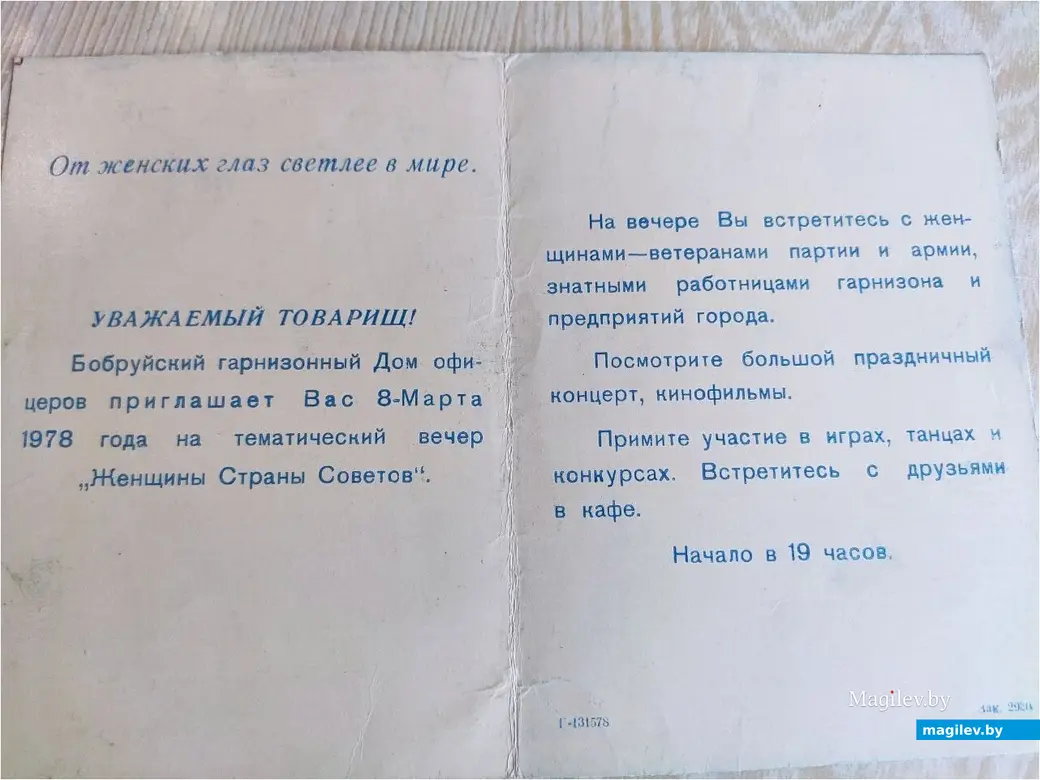 От женских глаз светлее в мире.
УВАЖАЕМЫЙ ТОВАРИЩ!
Бобруйский гарнизонный Дом офи-
церов приглашает Вас 8-Марта
1978 года на тематический вечер
„Женщины Страны Советов“.
На вечере Вы встретитесь с жен-
щинами—ветеранами партии и армии,
знатными работницами гарнизона и
предприятий города.
Посмотрите большой праздничный
концерт, кинофильмы.
Примите участие в играх, танцах и
конкурсах. Встретитесь с друзьями
в кафе.
Начало в 19 часов.
Г-131578
Зак.
Magilev.by
magilev.by